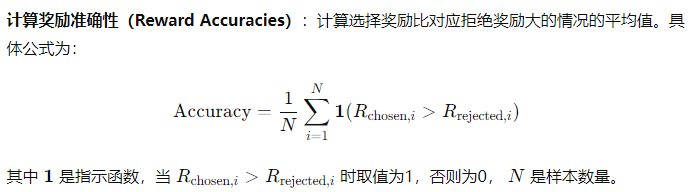 计算奖励准确性（Reward Accuracies）：计算选择奖励比对应拒绝奖励大的情况的平均值。具
体公式为：
Accuracy = \frac{1}{N} \sum_{i=1}^{N} \mathbf{1}(R_{\text{chosen},i} > R_{\text{rejected},i})
其中 1 是指示函数，当 R_{\text{chosen},i} > R_{\text{rejected},i} 时取值为1，否则为0， N 是样本数量。